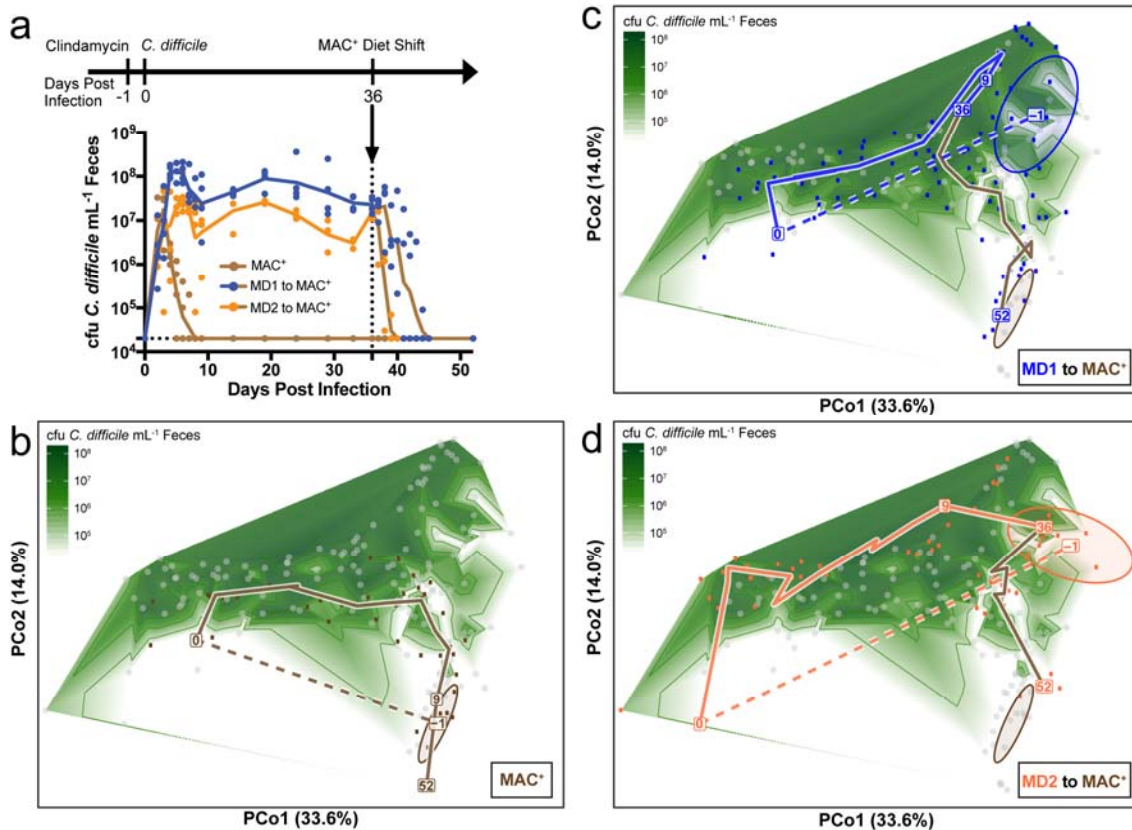 a
Clindamycin C. difficile MAC⁺ Diet Shift
Days Post
Infection -1 0 36
cfu C. difficile mL⁻¹ Feces
10⁹
10⁸
10⁷
10⁶
10⁵
10⁴
MAC⁺
MD1 to MAC⁺
MD2 to MAC⁺
0 10 20 30 40 50
Days Post Infection
c
cfu C. difficile mL⁻¹ Feces
10⁸
10⁷
10⁶
10⁵
9
36
−1
0
52
MD1 to MAC⁺
PCo2 (14.0%)
PCo1 (33.6%)
b
cfu C. difficile mL⁻¹ Feces
10⁸
10⁷
10⁶
10⁵
0
9
−1
52
MAC⁺
PCo2 (14.0%)
PCo1 (33.6%)
d
cfu C. difficile mL⁻¹ Feces
10⁸
10⁷
10⁶
10⁵
9
36
−1
52
0
MD2 to MAC⁺
PCo2 (14.0%)
PCo1 (33.6%)